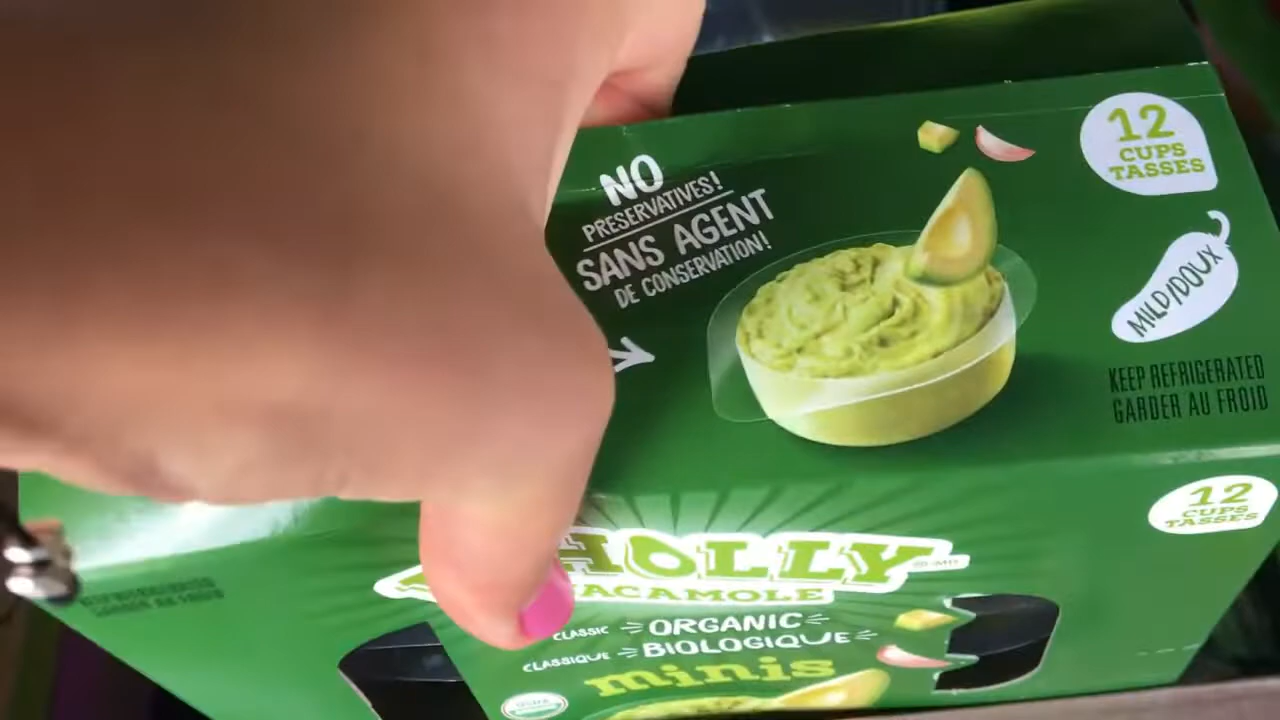 NO
PRESERVATIVES!
SANS AGENT
DE CONSERVATION!
12
CUPS
TASSES
MILD/DOUX
KEEP REFRIGERATED
GARDER AU FROID
12
CUPS
TASSES
HOLLY
ACAMOLE
CLASSIC ORGANIC
CLASSIQUE BIOLOGIQUE
minis
USDA